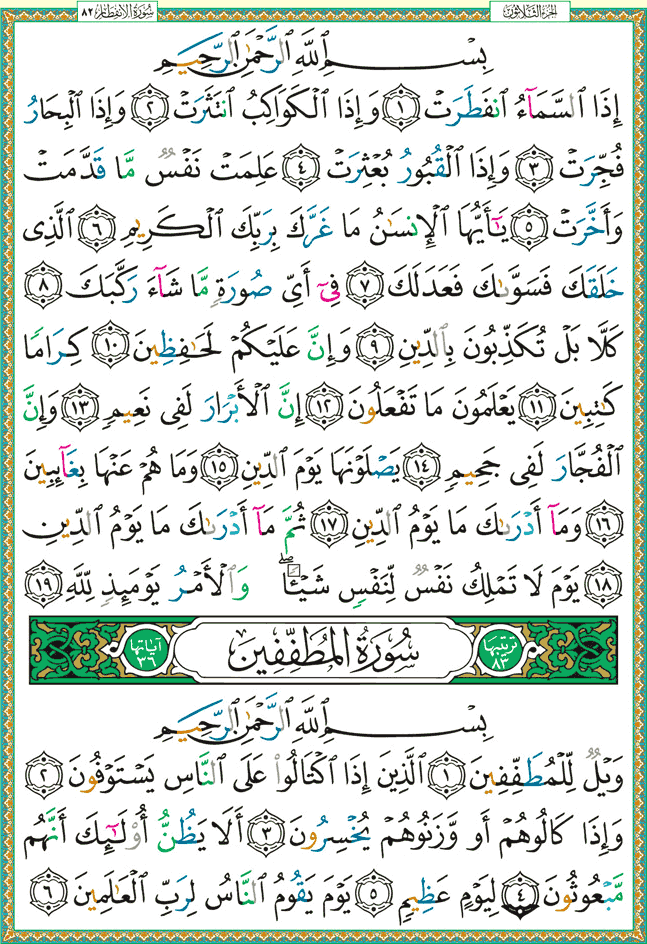 الجزء الثلاثون
سورة الانفطار ٨٢
بِسْمِ ٱللَّهِ ٱلرَّحْمَٰنِ ٱلرَّحِيمِ
إِذَا ٱلسَّمَآءُ ٱنفَطَرَتْ ١ وَإِذَا ٱلْكَوَاكِبُ ٱنتَثَرَتْ ٢ وَإِذَا ٱلْبِحَارُ
فُجِّرَتْ ٣ وَإِذَا ٱلْقُبُورُ بُعْثِرَتْ ٤ عَلِمَتْ نَفْسٌ مَّا قَدَّمَتْ
وَأَخَّرَتْ ٥ يَٰٓأَيُّهَا ٱلْإِنسَٰنُ مَا غَرَّكَ بِرَبِّكَ ٱلْكَرِيمِ ٦ ٱلَّذِى
خَلَقَكَ فَسَوَّىٰكَ فَعَدَلَكَ ٧ فِىٓ أَىِّ صُورَةٍ مَّا شَآءَ رَكَّبَكَ ٨
كَلَّا بَلْ تُكَذِّبُونَ بِٱلدِّينِ ٩ وَإِنَّ عَلَيْكُمْ لَحَٰفِظِينَ ١٠ كِرَامًا
كَٰتِبِينَ ١١ يَعْلَمُونَ مَا تَفْعَلُونَ ١٢ إِنَّ ٱلْأَبْرَارَ لَفِى نَعِيمٍ ١٣ وَإِنَّ
ٱلْفُجَّارَ لَفِى جَحِيمٍ ١٤ يَصْلَوْنَهَا يَوْمَ ٱلدِّينِ ١٥ وَمَا هُمْ عَنْهَا بِغَآئِبِينَ
١٦ وَمَآ أَدْرَىٰكَ مَا يَوْمُ ٱلدِّينِ ١٧ ثُمَّ مَآ أَدْرَىٰكَ مَا يَوْمُ ٱلدِّينِ
١٨ يَوْمَ لَا تَمْلِكُ نَفْسٌ لِّنَفْسٍ شَيْـًٔا ۖ وَٱلْأَمْرُ يَوْمَئِذٍ لِّلَّهِ ١٩
ترتيبها ٨٣ سُورَةُ الْمُطَفِّفِينَ آياتها ٣٦
بِسْمِ ٱللَّهِ ٱلرَّحْمَٰنِ ٱلرَّحِيمِ
وَيْلٌ لِّلْمُطَفِّفِينَ ١ ٱلَّذِينَ إِذَا ٱكْتَالُوا۟ عَلَى ٱلنَّاسِ يَسْتَوْفُونَ ٢
وَإِذَا كَالُوهُمْ أَو وَّزَنُوهُمْ يُخْسِرُونَ ٣ أَلَا يَظُنُّ أُو۟لَٰٓئِكَ أَنَّهُم
مَّبْعُوثُونَ ٤ لِيَوْمٍ عَظِيمٍ ٥ يَوْمَ يَقُومُ ٱلنَّاسُ لِرَبِّ ٱلْعَٰلَمِينَ ٦